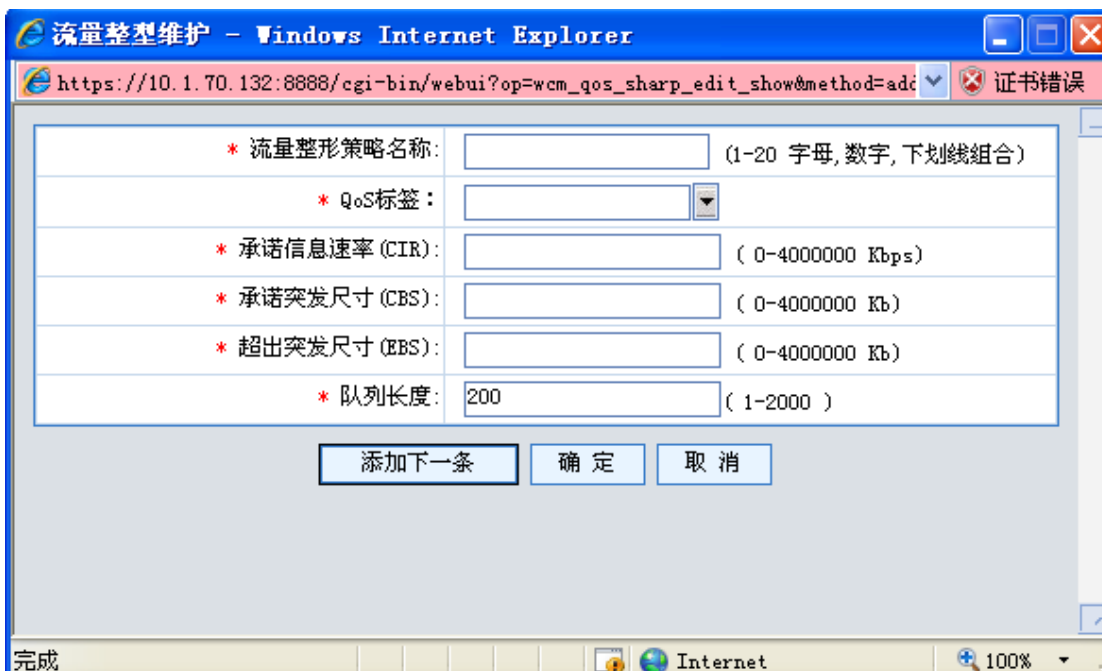 流量整型维护 - Windows Internet Explorer
https://10.1.70.132:8888/cgi-bin/webui?op=wcm_qos_sharp_edit_show&method=add 证书错误
* 流量整形策略名称: (1-20 字母,数字,下划线组合)
* QoS标签：
* 承诺信息速率(CIR): ( 0-4000000 Kbps)
* 承诺突发尺寸(CBS): ( 0-4000000 Kb)
* 超出突发尺寸(EBS): ( 0-4000000 Kb)
* 队列长度: 200 ( 1-2000 )
添加下一条 确 定 取 消
完成 Internet 100%